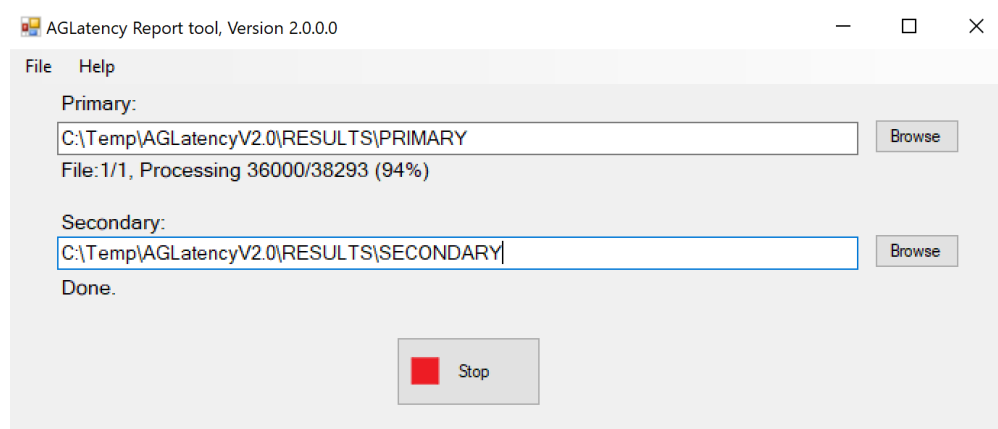 AGLatency Report tool, Version 2.0.0.0
File Help
Primary:
C:\Temp\AGLatencyV2.0\RESULTS\PRIMARY
Browse
File:1/1, Processing 36000/38293 (94%)
Secondary:
C:\Temp\AGLatencyV2.0\RESULTS\SECONDARY
Browse
Done.
Stop